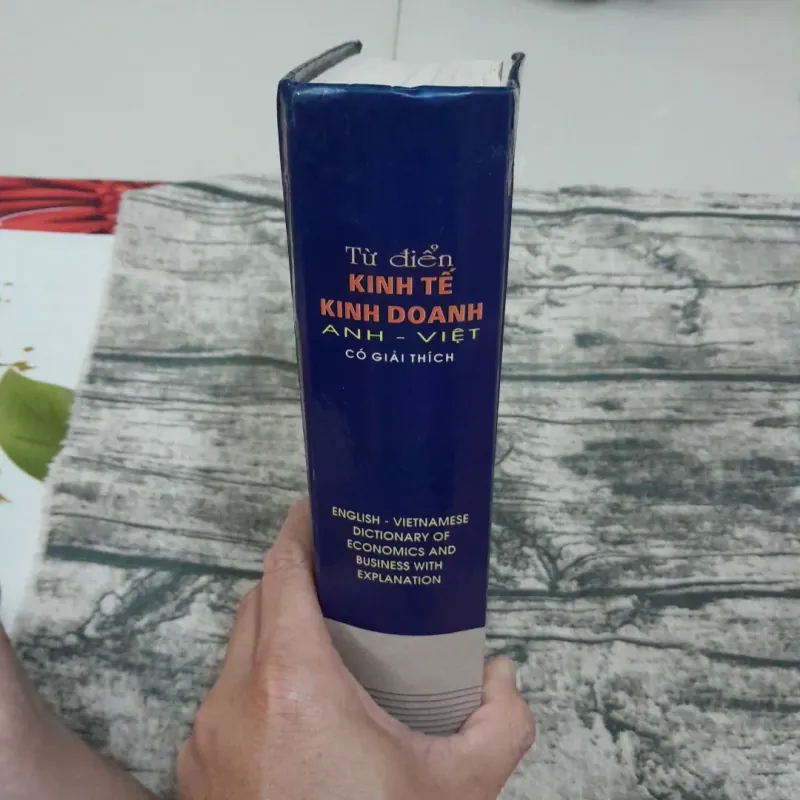 Từ điển
KINH TẾ
KINH DOANH
ANH - VIỆT
CÓ GIẢI THÍCH
ENGLISH - VIETNAMESE
DICTIONARY OF
ECONOMICS AND
BUSINESS WITH
EXPLANATION